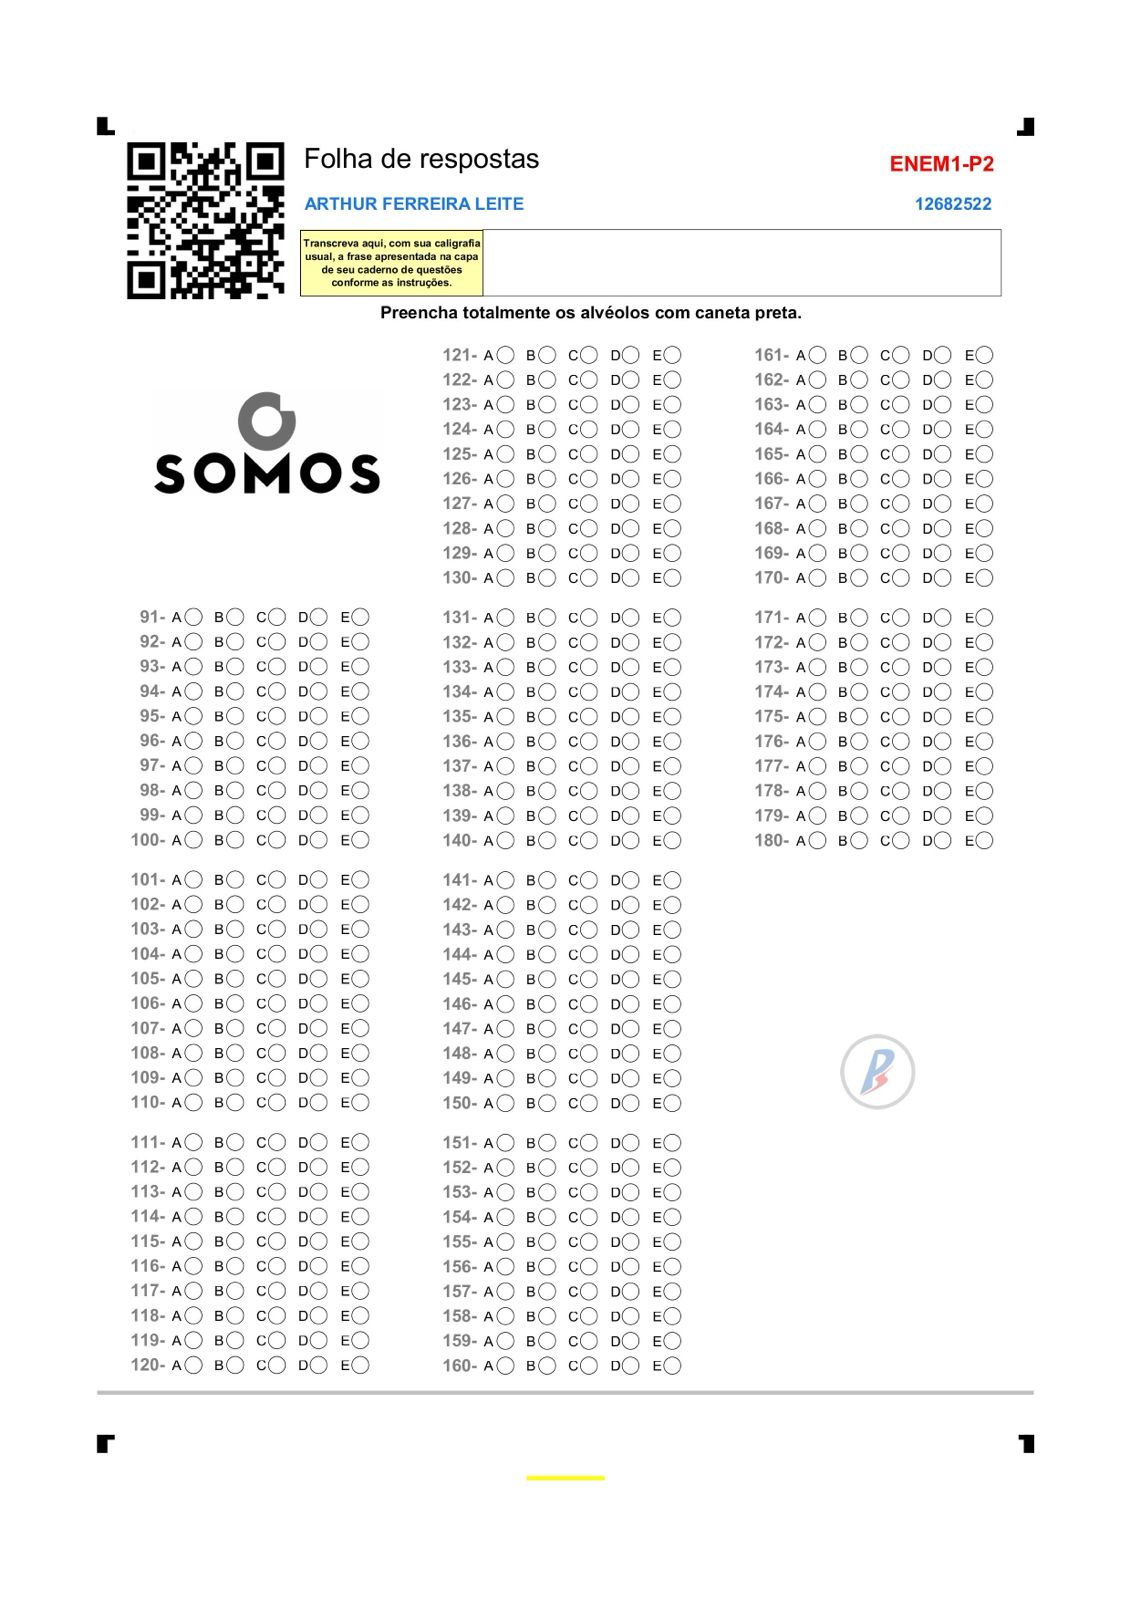 Folha de respostas
ENEM1-P2
ARTHUR FERREIRA LEITE
12682522
Transcreva aqui, com sua caligrafia
usual, a frase apresentada na capa
de seu caderno de questões
conforme as instruções.
Preencha totalmente os alvéolos com caneta preta.
SOMOS
91- A B C D E
92- A B C D E
93- A B C D E
94- A B C D E
95- A B C D E
96- A B C D E
97- A B C D E
98- A B C D E
99- A B C D E
100- A B C D E
101- A B C D E
102- A B C D E
103- A B C D E
104- A B C D E
105- A B C D E
106- A B C D E
107- A B C D E
108- A B C D E
109- A B C D E
110- A B C D E
111- A B C D E
112- A B C D E
113- A B C D E
114- A B C D E
115- A B C D E
116- A B C D E
117- A B C D E
118- A B C D E
119- A B C D E
120- A B C D E
121- A B C D E
122- A B C D E
123- A B C D E
124- A B C D E
125- A B C D E
126- A B C D E
127- A B C D E
128- A B C D E
129- A B C D E
130- A B C D E
131- A B C D E
132- A B C D E
133- A B C D E
134- A B C D E
135- A B C D E
136- A B C D E
137- A B C D E
138- A B C D E
139- A B C D E
140- A B C D E
141- A B C D E
142- A B C D E
143- A B C D E
144- A B C D E
145- A B C D E
146- A B C D E
147- A B C D E
148- A B C D E
149- A B C D E
150- A B C D E
151- A B C D E
152- A B C D E
153- A B C D E
154- A B C D E
155- A B C D E
156- A B C D E
157- A B C D E
158- A B C D E
159- A B C D E
160- A B C D E
161- A B C D E
162- A B C D E
163- A B C D E
164- A B C D E
165- A B C D E
166- A B C D E
167- A B C D E
168- A B C D E
169- A B C D E
170- A B C D E
171- A B C D E
172- A B C D E
173- A B C D E
174- A B C D E
175- A B C D E
176- A B C D E
177- A B C D E
178- A B C D E
179- A B C D E
180- A B C D E